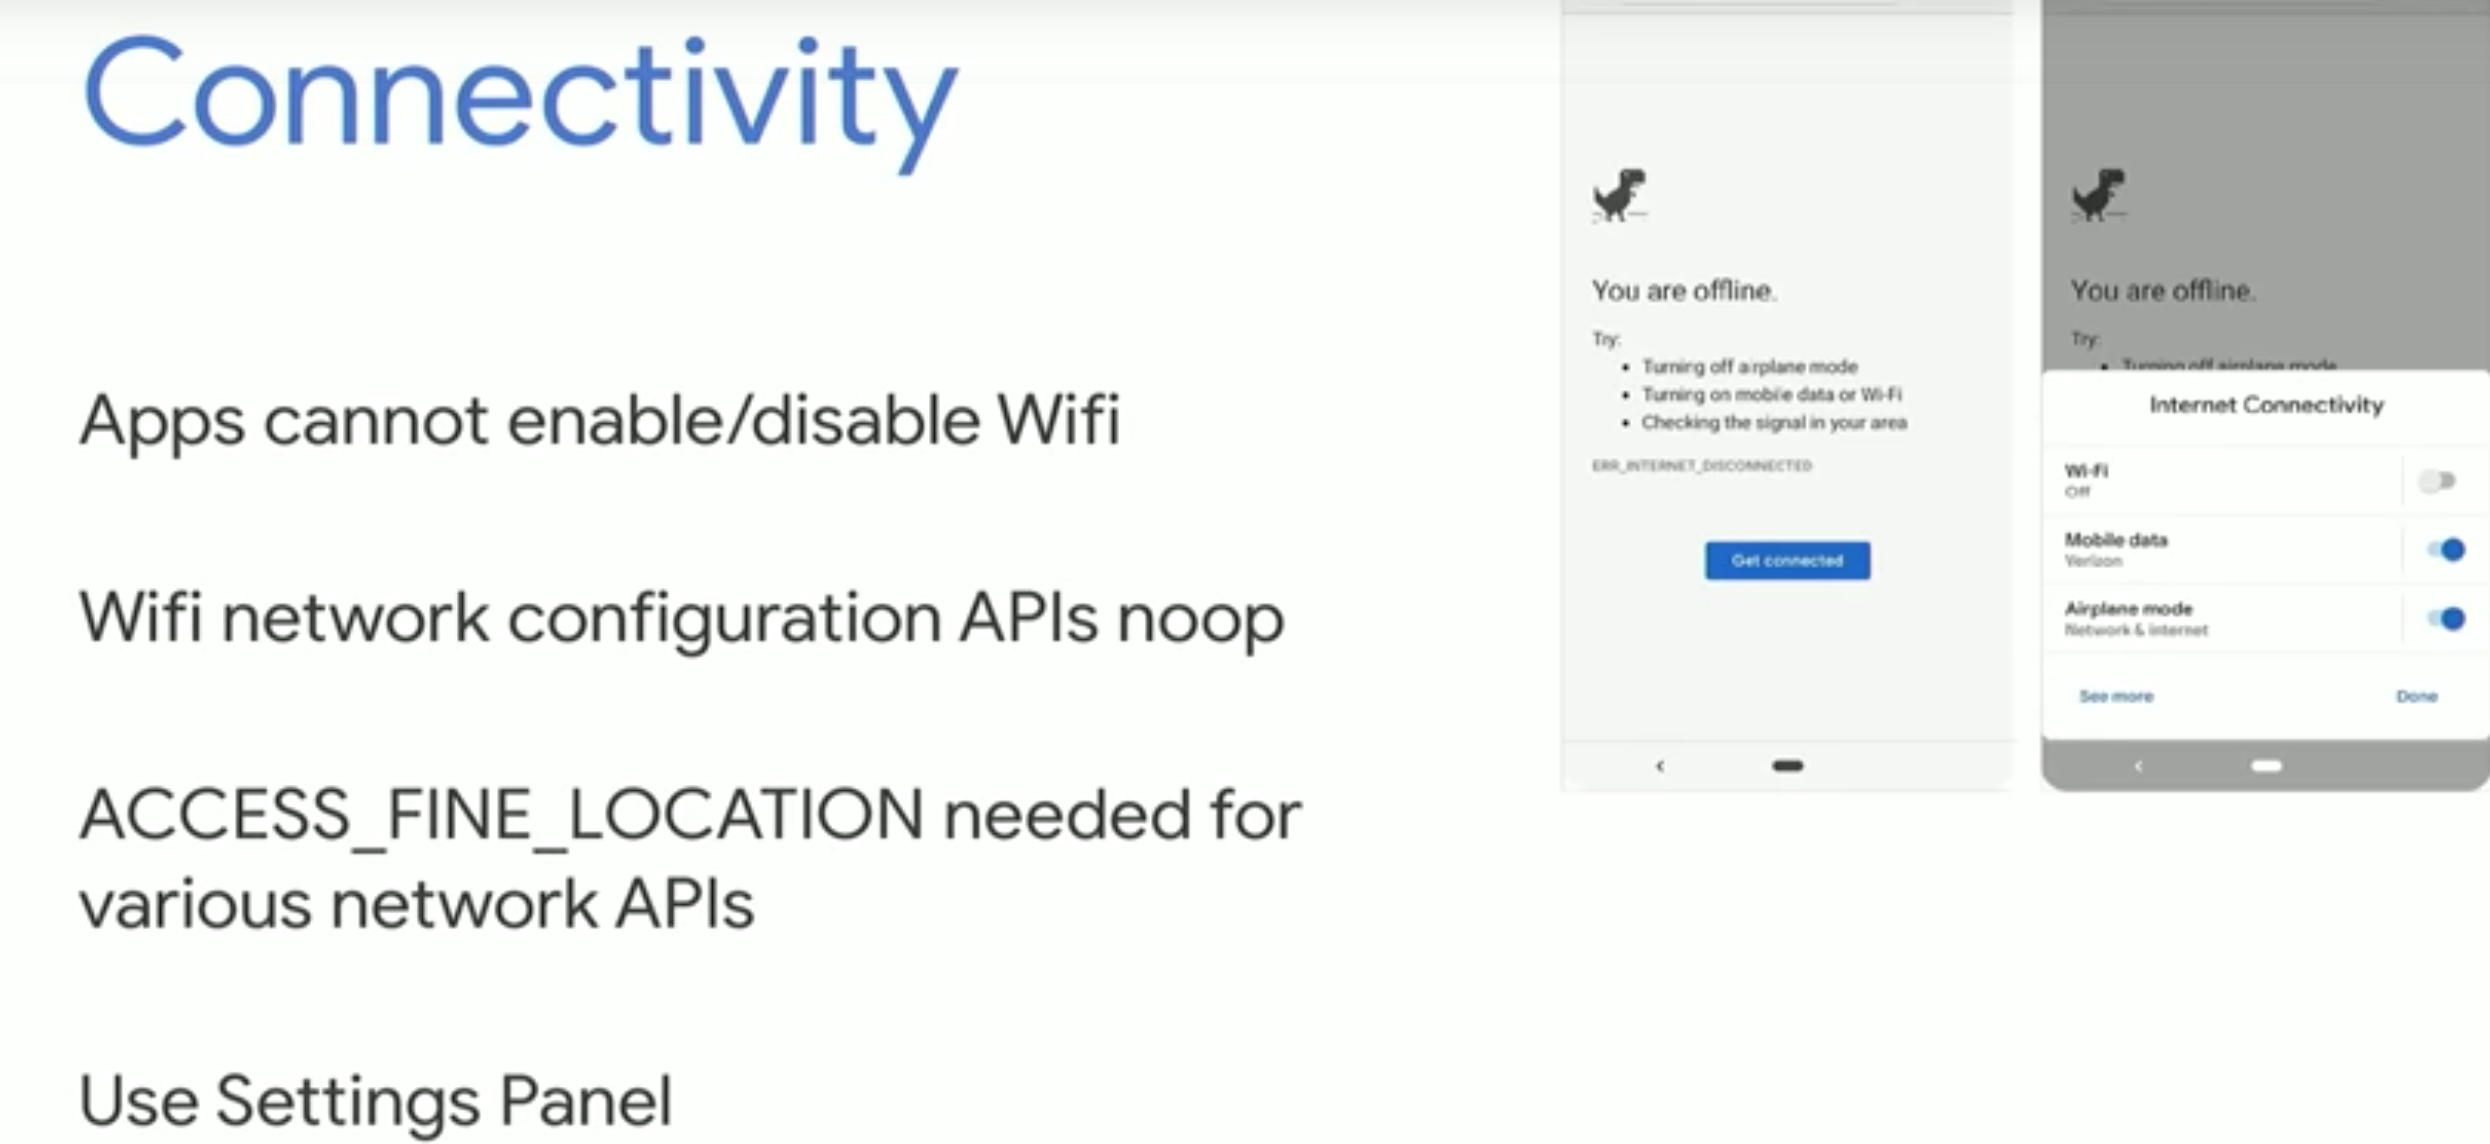 Connectivity
Apps cannot enable/disable Wifi
Wifi network configuration APIs noop
ACCESS_FINE_LOCATION needed for
various network APIs
Use Settings Panel
You are offline.
Try:
• Turning off airplane mode
• Turning on mobile data or Wi-Fi
• Checking the signal in your area
ERR_INTERNET_DISCONNECTED
Get connected
You are offline.
Try:
• Turning off airplane mode
Internet Connectivity
Wi-Fi
Off
Mobile data
Verizon
Airplane mode
Network & internet
See more
Done